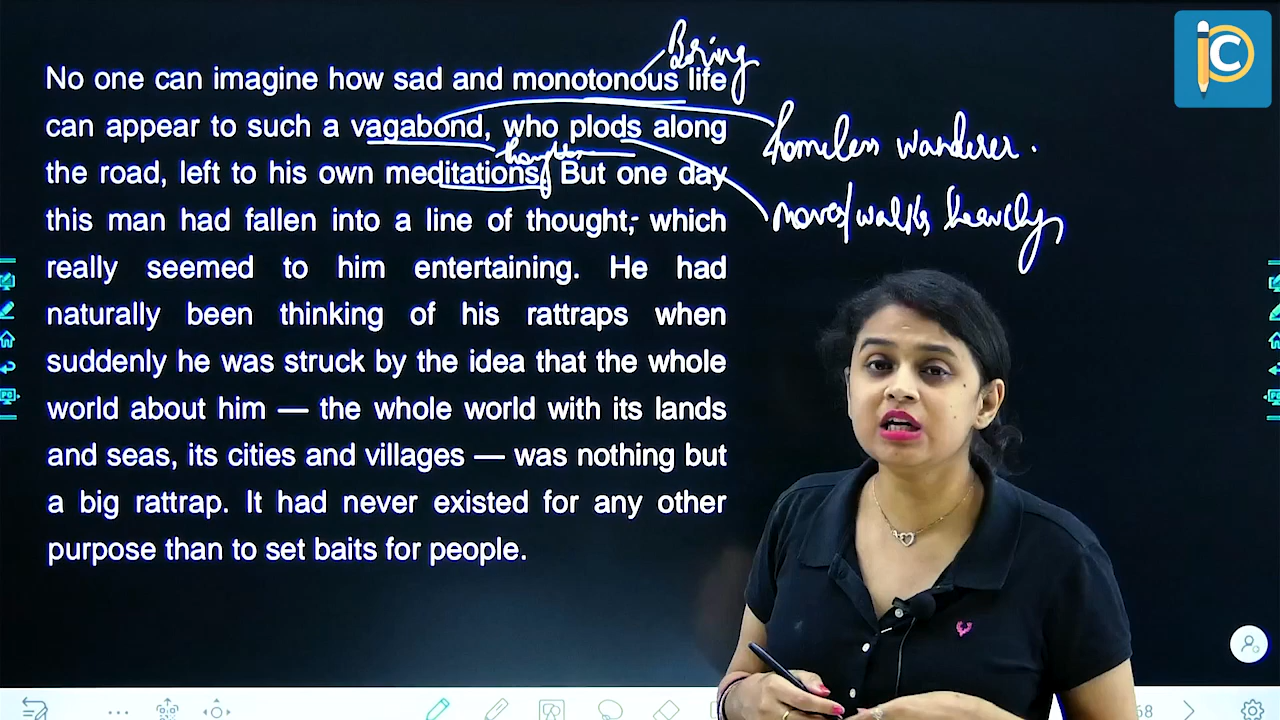 Boring
No one can imagine how sad and monotonous life
can appear to such a vagabond, who plods along
homeless wanderer.
thoughts
the road, left to his own meditations. But one day
moves/walks heavily
this man had fallen into a line of thought, which
really seemed to him entertaining. He had
naturally been thinking of his rattraps when
suddenly he was struck by the idea that the whole
world about him — the whole world with its lands
and seas, its cities and villages — was nothing but
a big rattrap. It had never existed for any other
purpose than to set baits for people.
68